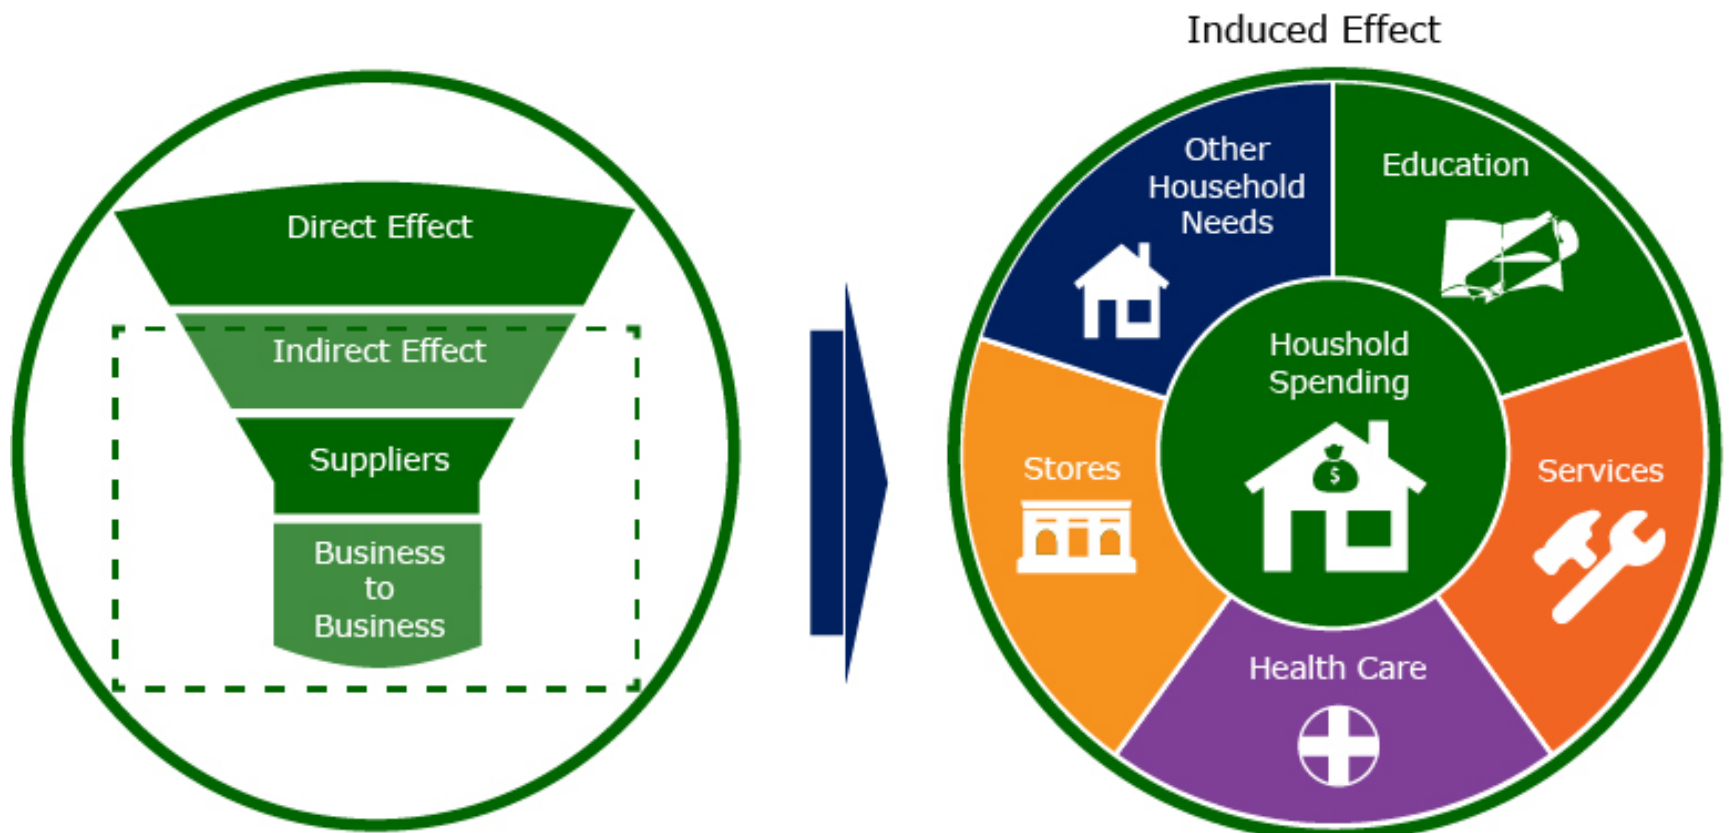 Induced Effect
Direct Effect
Indirect Effect
Suppliers
Business
to
Business
Other
Household
Needs
Education
Houshold
Spending
$
Stores
Services
Health Care